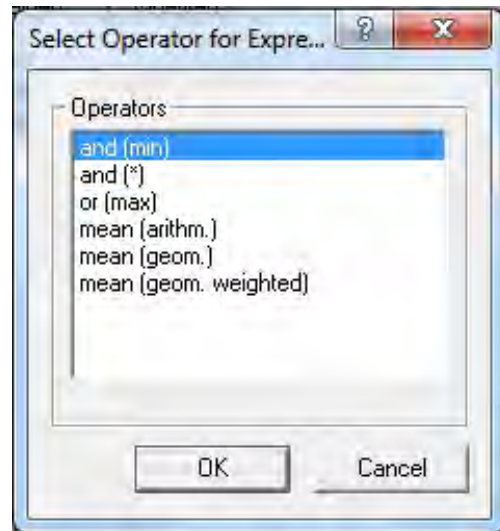 Select Operator for Expre...
Operators
and (min)
and (*)
or (max)
mean (arithm.)
mean (geom.)
mean (geom. weighted)
OK
Cancel